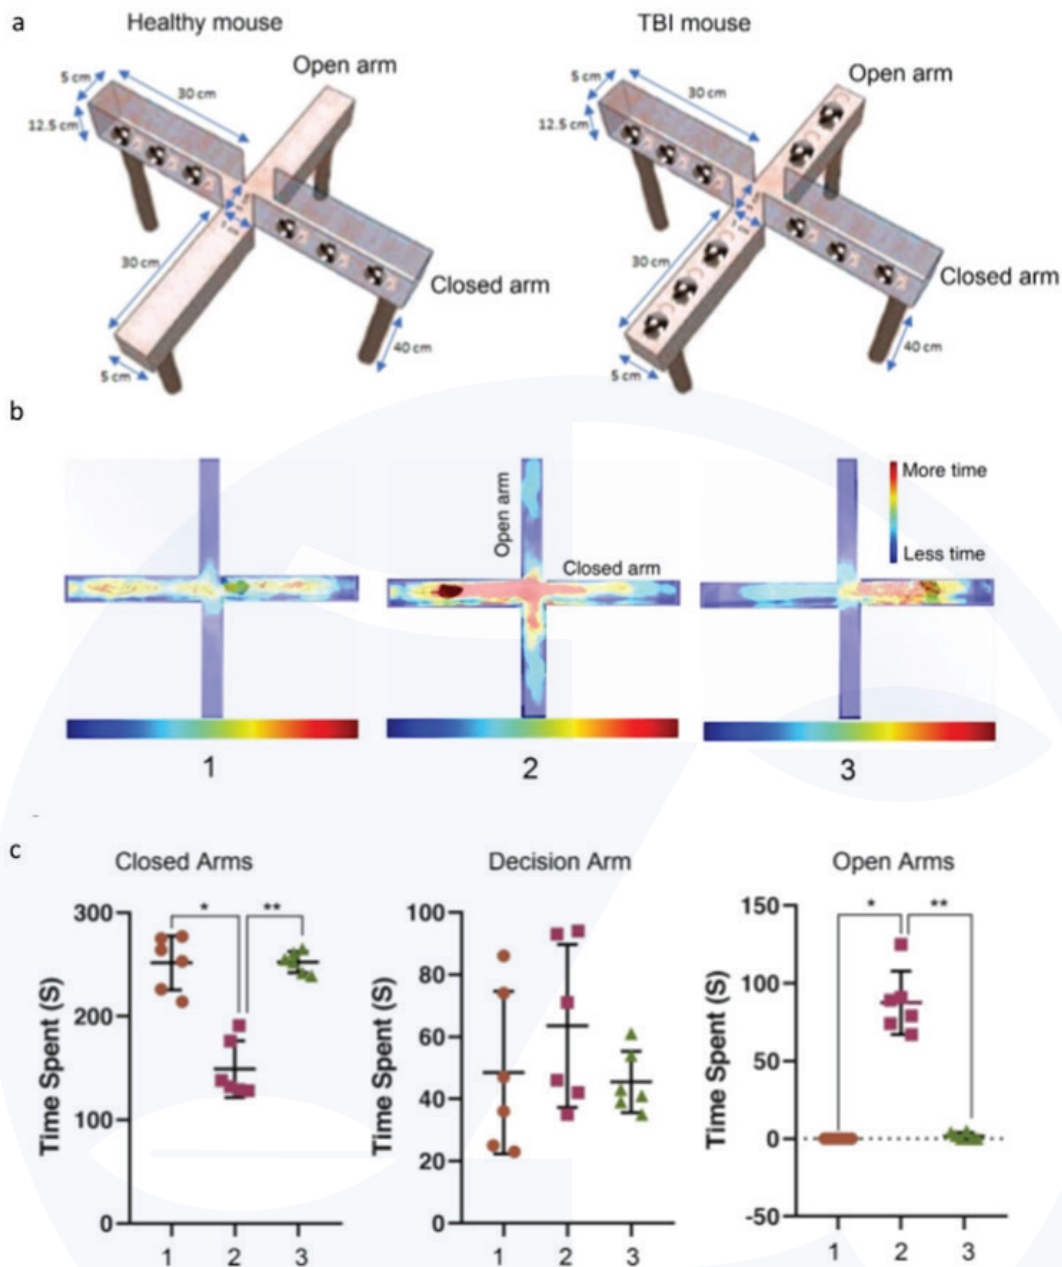 a
Healthy mouse
TBI mouse
Open arm
5 cm
30 cm
12.5 cm
30 cm
Closed arm
40 cm
5 cm
Open arm
5 cm
30 cm
12.5 cm
30 cm
Closed arm
40 cm
5 cm
b
Open arm
Closed arm
More time
Less time
1
2
3
c
Closed Arms
Time Spent (S)
300
200
100
0
* **
1 2 3
Decision Arm
Time Spent (S)
100
80
60
40
20
0
1 2 3
Open Arms
Time Spent (S)
150
100
50
0
-50
* **
1 2 3